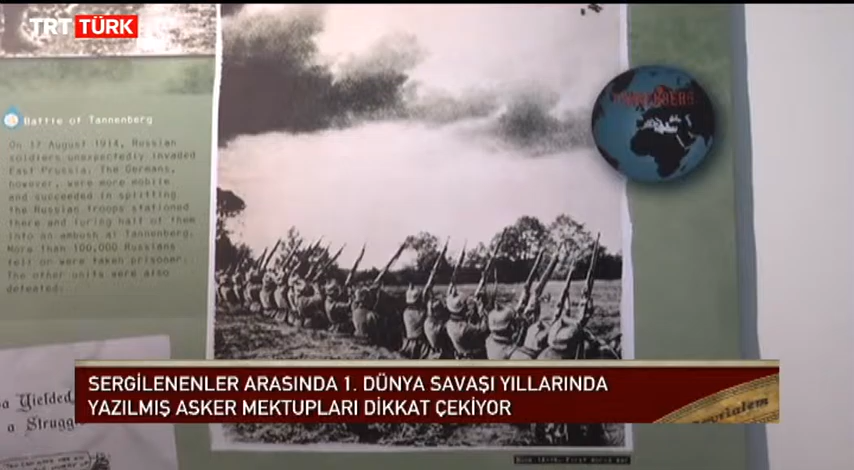 TRT TÜRK
Battle of Tannenberg
On 17 August 1914, Russian
soldiers unexpectedly invaded
East Prussia. The Germans,
however, were more mobile
and succeeded in splitting
the Russian troops stationed
there and luring half of them
into an ambush at Tannenberg.
More than 100,000 Russians
fell or were taken prisoner.
The other units were also
defeated.
TANNENBERG
SERGİLENENLER ARASINDA 1. DÜNYA SAVAŞI YILLARINDA
YAZILMIŞ ASKER MEKTUPLARI DİKKAT ÇEKİYOR
Yielded
a Struggl